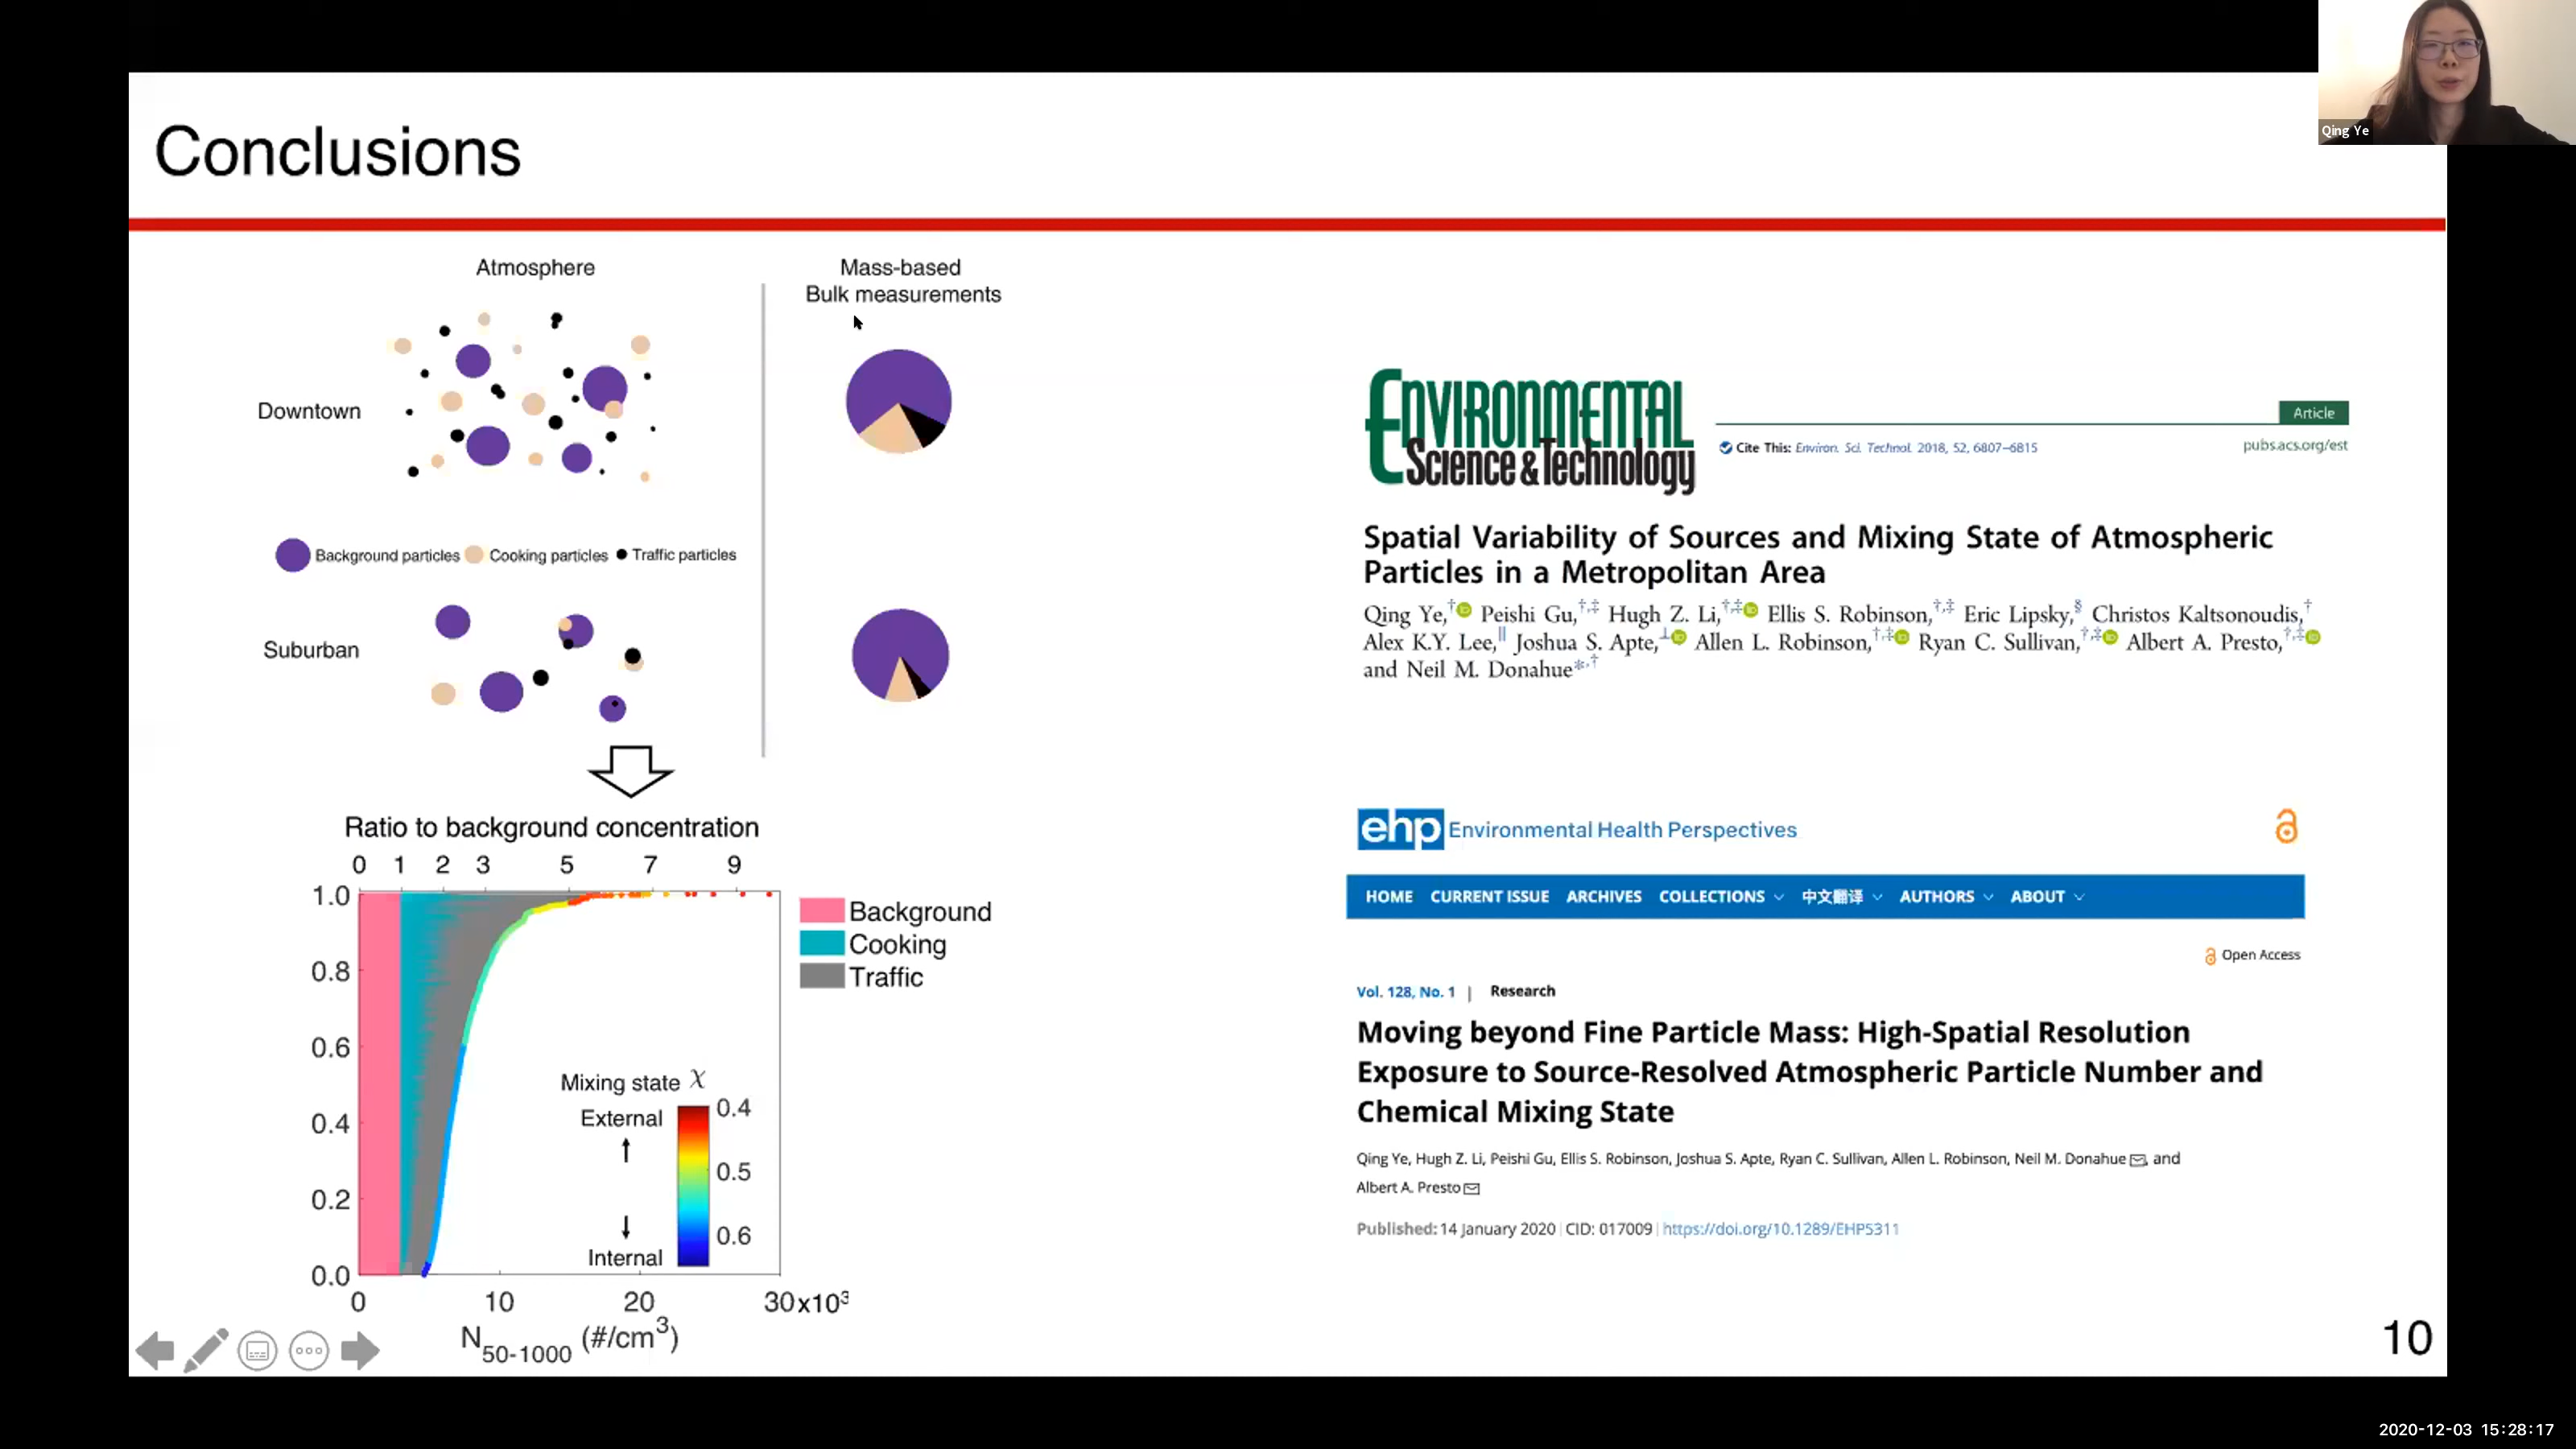 Qing Ye
Conclusions
Atmosphere
Mass-based
Bulk measurements
Downtown
Background particles Cooking particles Traffic particles
Suburban
Ratio to background concentration
0 1 2 3 5 7 9
1.0
0.8
0.6
0.4
0.2
0.0
0 10 20 30x10³
N50-1000 (#/cm³)
Background
Cooking
Traffic
Mixing state χ
External
Internal
0.4
0.5
0.6
ENVIRONMENTAL
Science & Technology
Article
Cite This: Environ. Sci. Technol. 2018, 52, 6807–6815
pubs.acs.org/est
Spatial Variability of Sources and Mixing State of Atmospheric
Particles in a Metropolitan Area
Qing Ye,† Peishi Gu,†,‡ Hugh Z. Li,†,‡ Ellis S. Robinson,†,‡ Eric Lipsky,§ Christos Kaltsonoudis,†
Alex K.Y. Lee,∥ Joshua S. Apte,⊥ Allen L. Robinson,†,‡ Ryan C. Sullivan,†,‡ Albert A. Presto,†,‡
and Neil M. Donahue*,†
ehp Environmental Health Perspectives
HOME CURRENT ISSUE ARCHIVES COLLECTIONS 中文翻译 AUTHORS ABOUT
Open Access
Vol. 128, No. 1 | Research
Moving beyond Fine Particle Mass: High-Spatial Resolution
Exposure to Source-Resolved Atmospheric Particle Number and
Chemical Mixing State
Qing Ye, Hugh Z. Li, Peishi Gu, Ellis S. Robinson, Joshua S. Apte, Ryan C. Sullivan, Allen L. Robinson, Neil M. Donahue, and
Albert A. Presto
Published: 14 January 2020 | CID: 017009 | https://doi.org/10.1289/EHP5311
10
2020-12-03 15:28:17